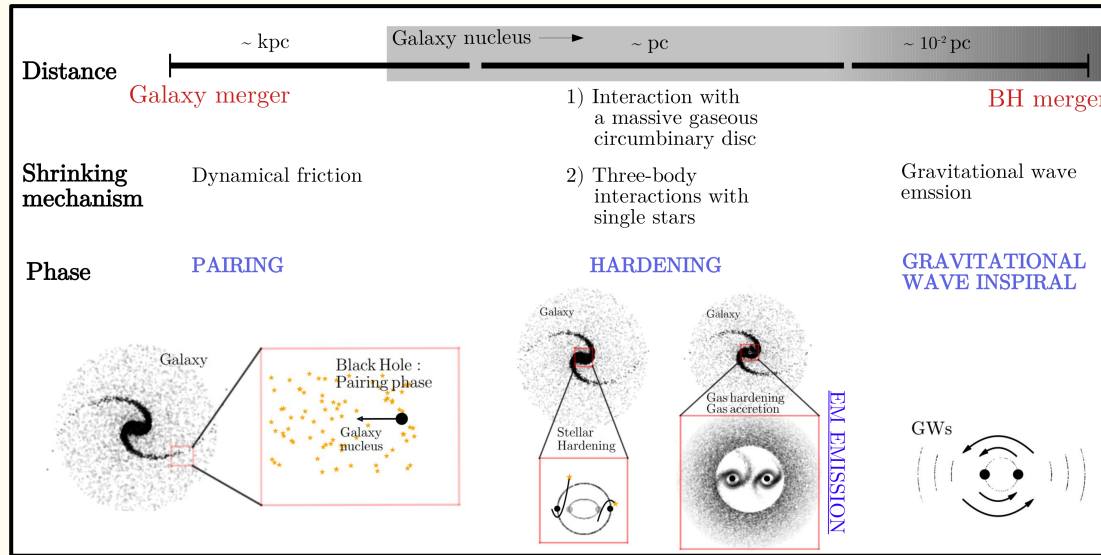 ~ kpc
Galaxy nucleus
~ pc
~ 10⁻² pc
Distance
Galaxy merger
BH merger
1) Interaction with
a massive gaseous
circumbinary disc
Shrinking
mechanism
Dynamical friction
2) Three-body
interactions with
single stars
Gravitational wave
emssion
Phase
PAIRING
HARDENING
GRAVITATIONAL
WAVE INSPIRAL
Galaxy
Black Hole :
Pairing phase
Galaxy
nucleus
Galaxy
Stellar
Hardening
Galaxy
Gas hardening
Gas accretion
EM EMISSION
GWs